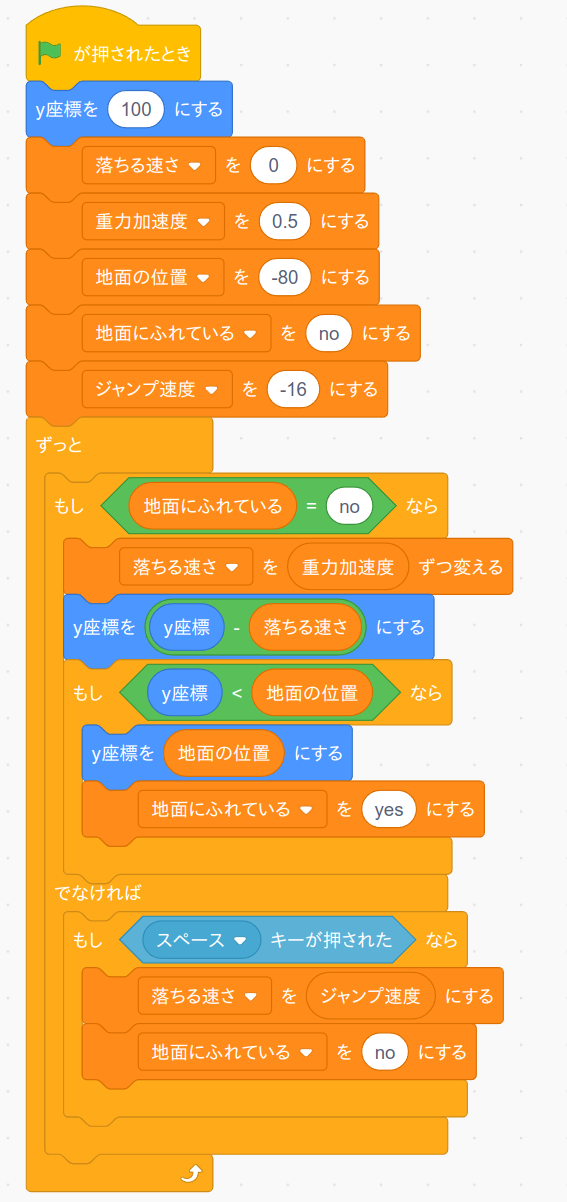 が押されたとき
y座標を 100 にする
落ちる速さ を 0 にする
重力加速度 を 0.5 にする
地面の位置 を -80 にする
地面にふれている を no にする
ジャンプ速度 を -16 にする
ずっと
もし 地面にふれている = no なら
落ちる速さ を 重力加速度 ずつ変える
y座標を y座標 - 落ちる速さ にする
もし y座標 < 地面の位置 なら
y座標を 地面の位置 にする
地面にふれている を yes にする
でなければ
もし スペース キーが押された なら
落ちる速さ を ジャンプ速度 にする
地面にふれている を no にする